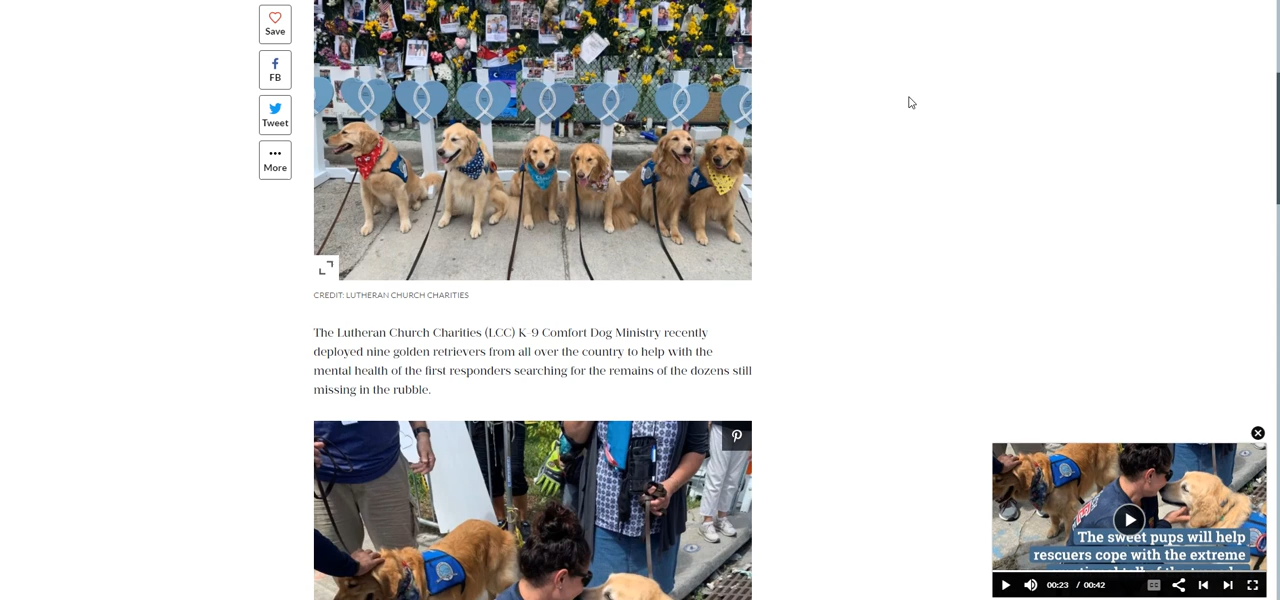 Save
FB
Tweet
More
CREDIT: LUTHERAN CHURCH CHARITIES
The Lutheran Church Charities (LCC) K-9 Comfort Dog Ministry recently
deployed nine golden retrievers from all over the country to help with the
mental health of the first responders searching for the remains of the dozens still
missing in the rubble.
The sweet pups will help
rescuers cope with the extreme
00:23 / 00:42
CC